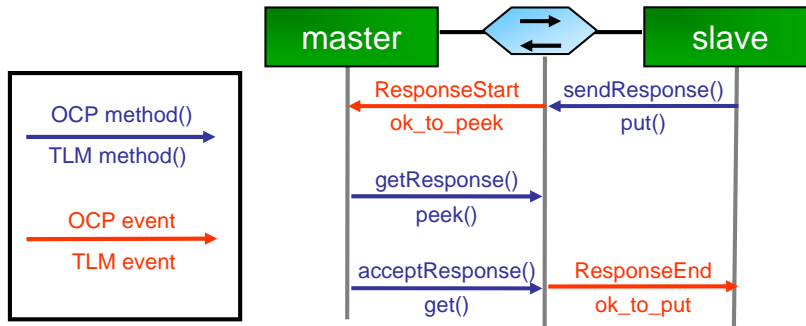 master
slave
OCP method()
TLM method()
OCP event
TLM event
ResponseStart
ok_to_peek
sendResponse()
put()
getResponse()
peek()
acceptResponse()
get()
ResponseEnd
ok_to_put